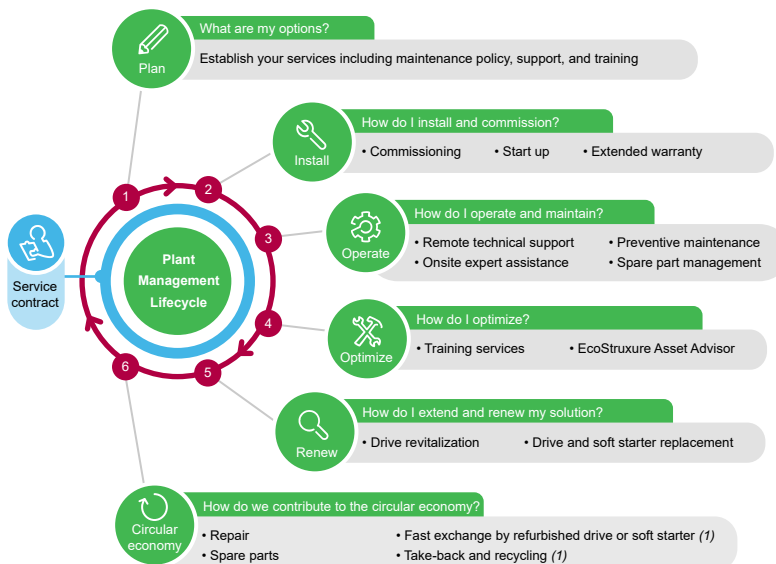 What are my options?
Plan
Establish your services including maintenance policy, support, and training
How do I install and commission?
Install
• Commissioning • Start up • Extended warranty
1
2
3
4
5
6
Plant
Management
Lifecycle
Service
contract
How do I operate and maintain?
Operate
• Remote technical support • Preventive maintenance
• Onsite expert assistance • Spare part management
How do I optimize?
Optimize
• Training services • EcoStruxure Asset Advisor
How do I extend and renew my solution?
Renew
• Drive revitalization • Drive and soft starter replacement
How do we contribute to the circular economy?
Circular
economy
• Repair • Fast exchange by refurbished drive or soft starter (1)
• Spare parts • Take-back and recycling (1)